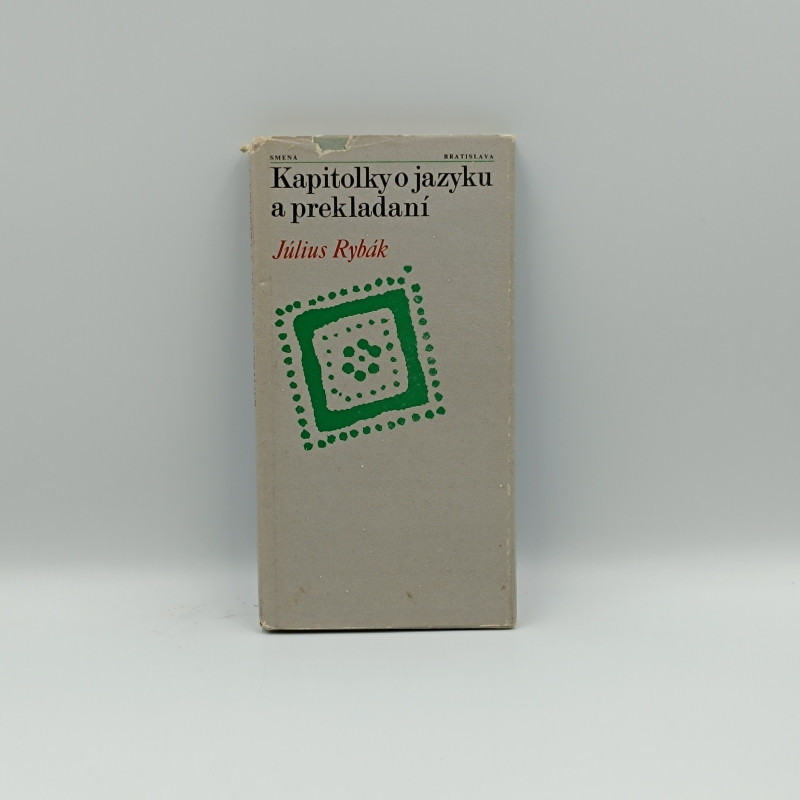 SMENA BRATISLAVA
Kapitolky o jazyku
a prekladaní
Július Rybák